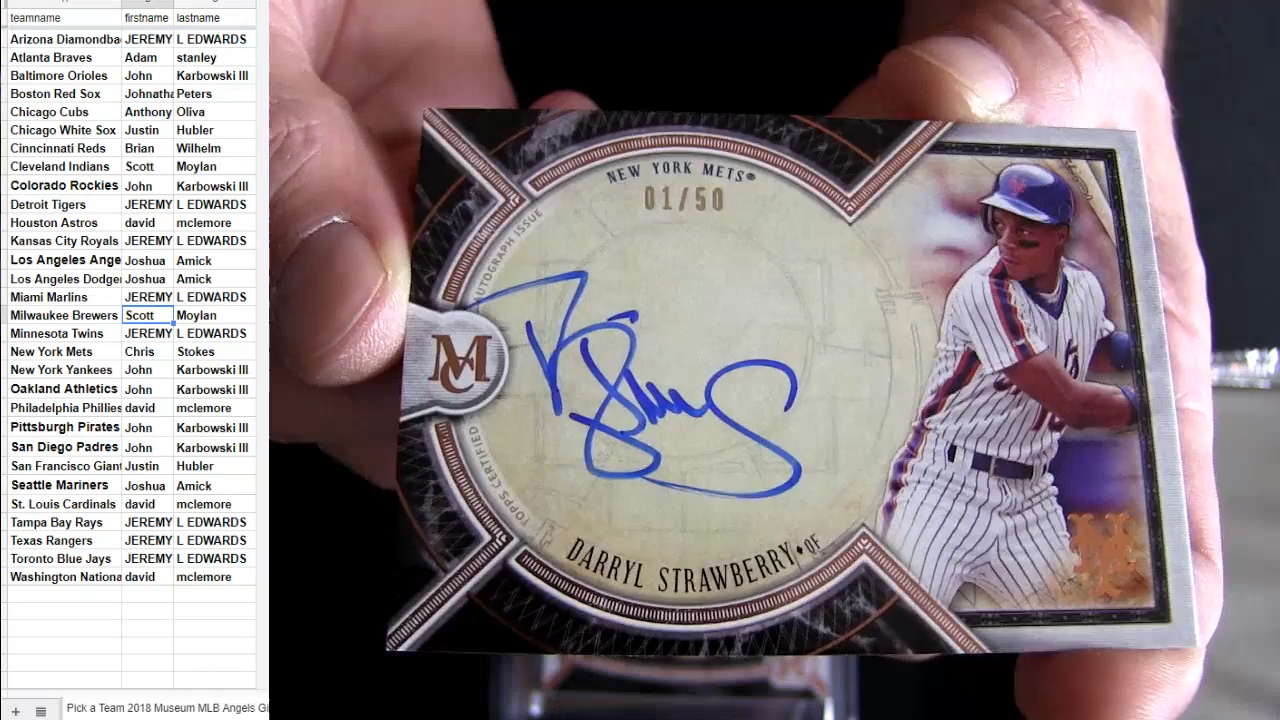 teamname firstname lastname
Arizona Diamondba JEREMY L EDWARDS
Atlanta Braves Adam stanley
Baltimore Orioles John Karbowski III
Boston Red Sox Johnatha Peters
Chicago Cubs Anthony Oliva
Chicago White Sox Justin Hubler
Cinncinnati Reds Brian Wilhelm
Cleveland Indians Scott Moylan
Colorado Rockies John Karbowski III
Detroit Tigers JEREMY L EDWARDS
Houston Astros david mclemore
Kansas City Royals JEREMY L EDWARDS
Los Angeles Ange Joshua Amick
Los Angeles Dodger Joshua Amick
Miami Marlins JEREMY L EDWARDS
Milwaukee Brewers Scott Moylan
Minnesota Twins JEREMY L EDWARDS
New York Mets Chris Stokes
New York Yankees John Karbowski III
Oakland Athletics John Karbowski III
Philadelphia Phillies david mclemore
Pittsburgh Pirates John Karbowski III
San Diego Padres John Karbowski III
San Francisco Giant Justin Hubler
Seattle Mariners Joshua Amick
St. Louis Cardinals david mclemore
Tampa Bay Rays JEREMY L EDWARDS
Texas Rangers JEREMY L EDWARDS
Toronto Blue Jays JEREMY L EDWARDS
Washington Nationa david mclemore
Pick a Team 2018 Museum MLB Angels Gi
NEW YORK METS®
01/50
TOPPS CERTIFIED AUTOGRAPH ISSUE
MC
DARRYL STRAWBERRY • OF